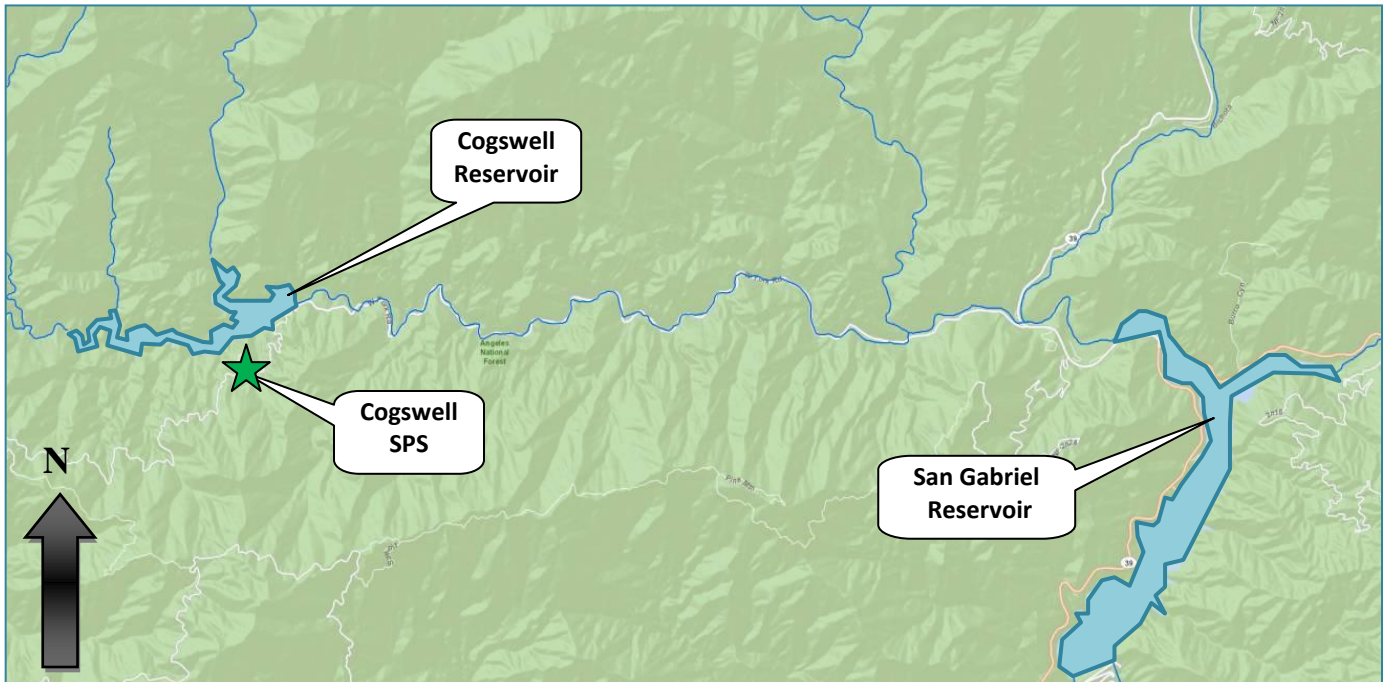 Cogswell
Reservoir
39
Angeles
National
Forest
Cogswell
SPS
N
San Gabriel
Reservoir
39